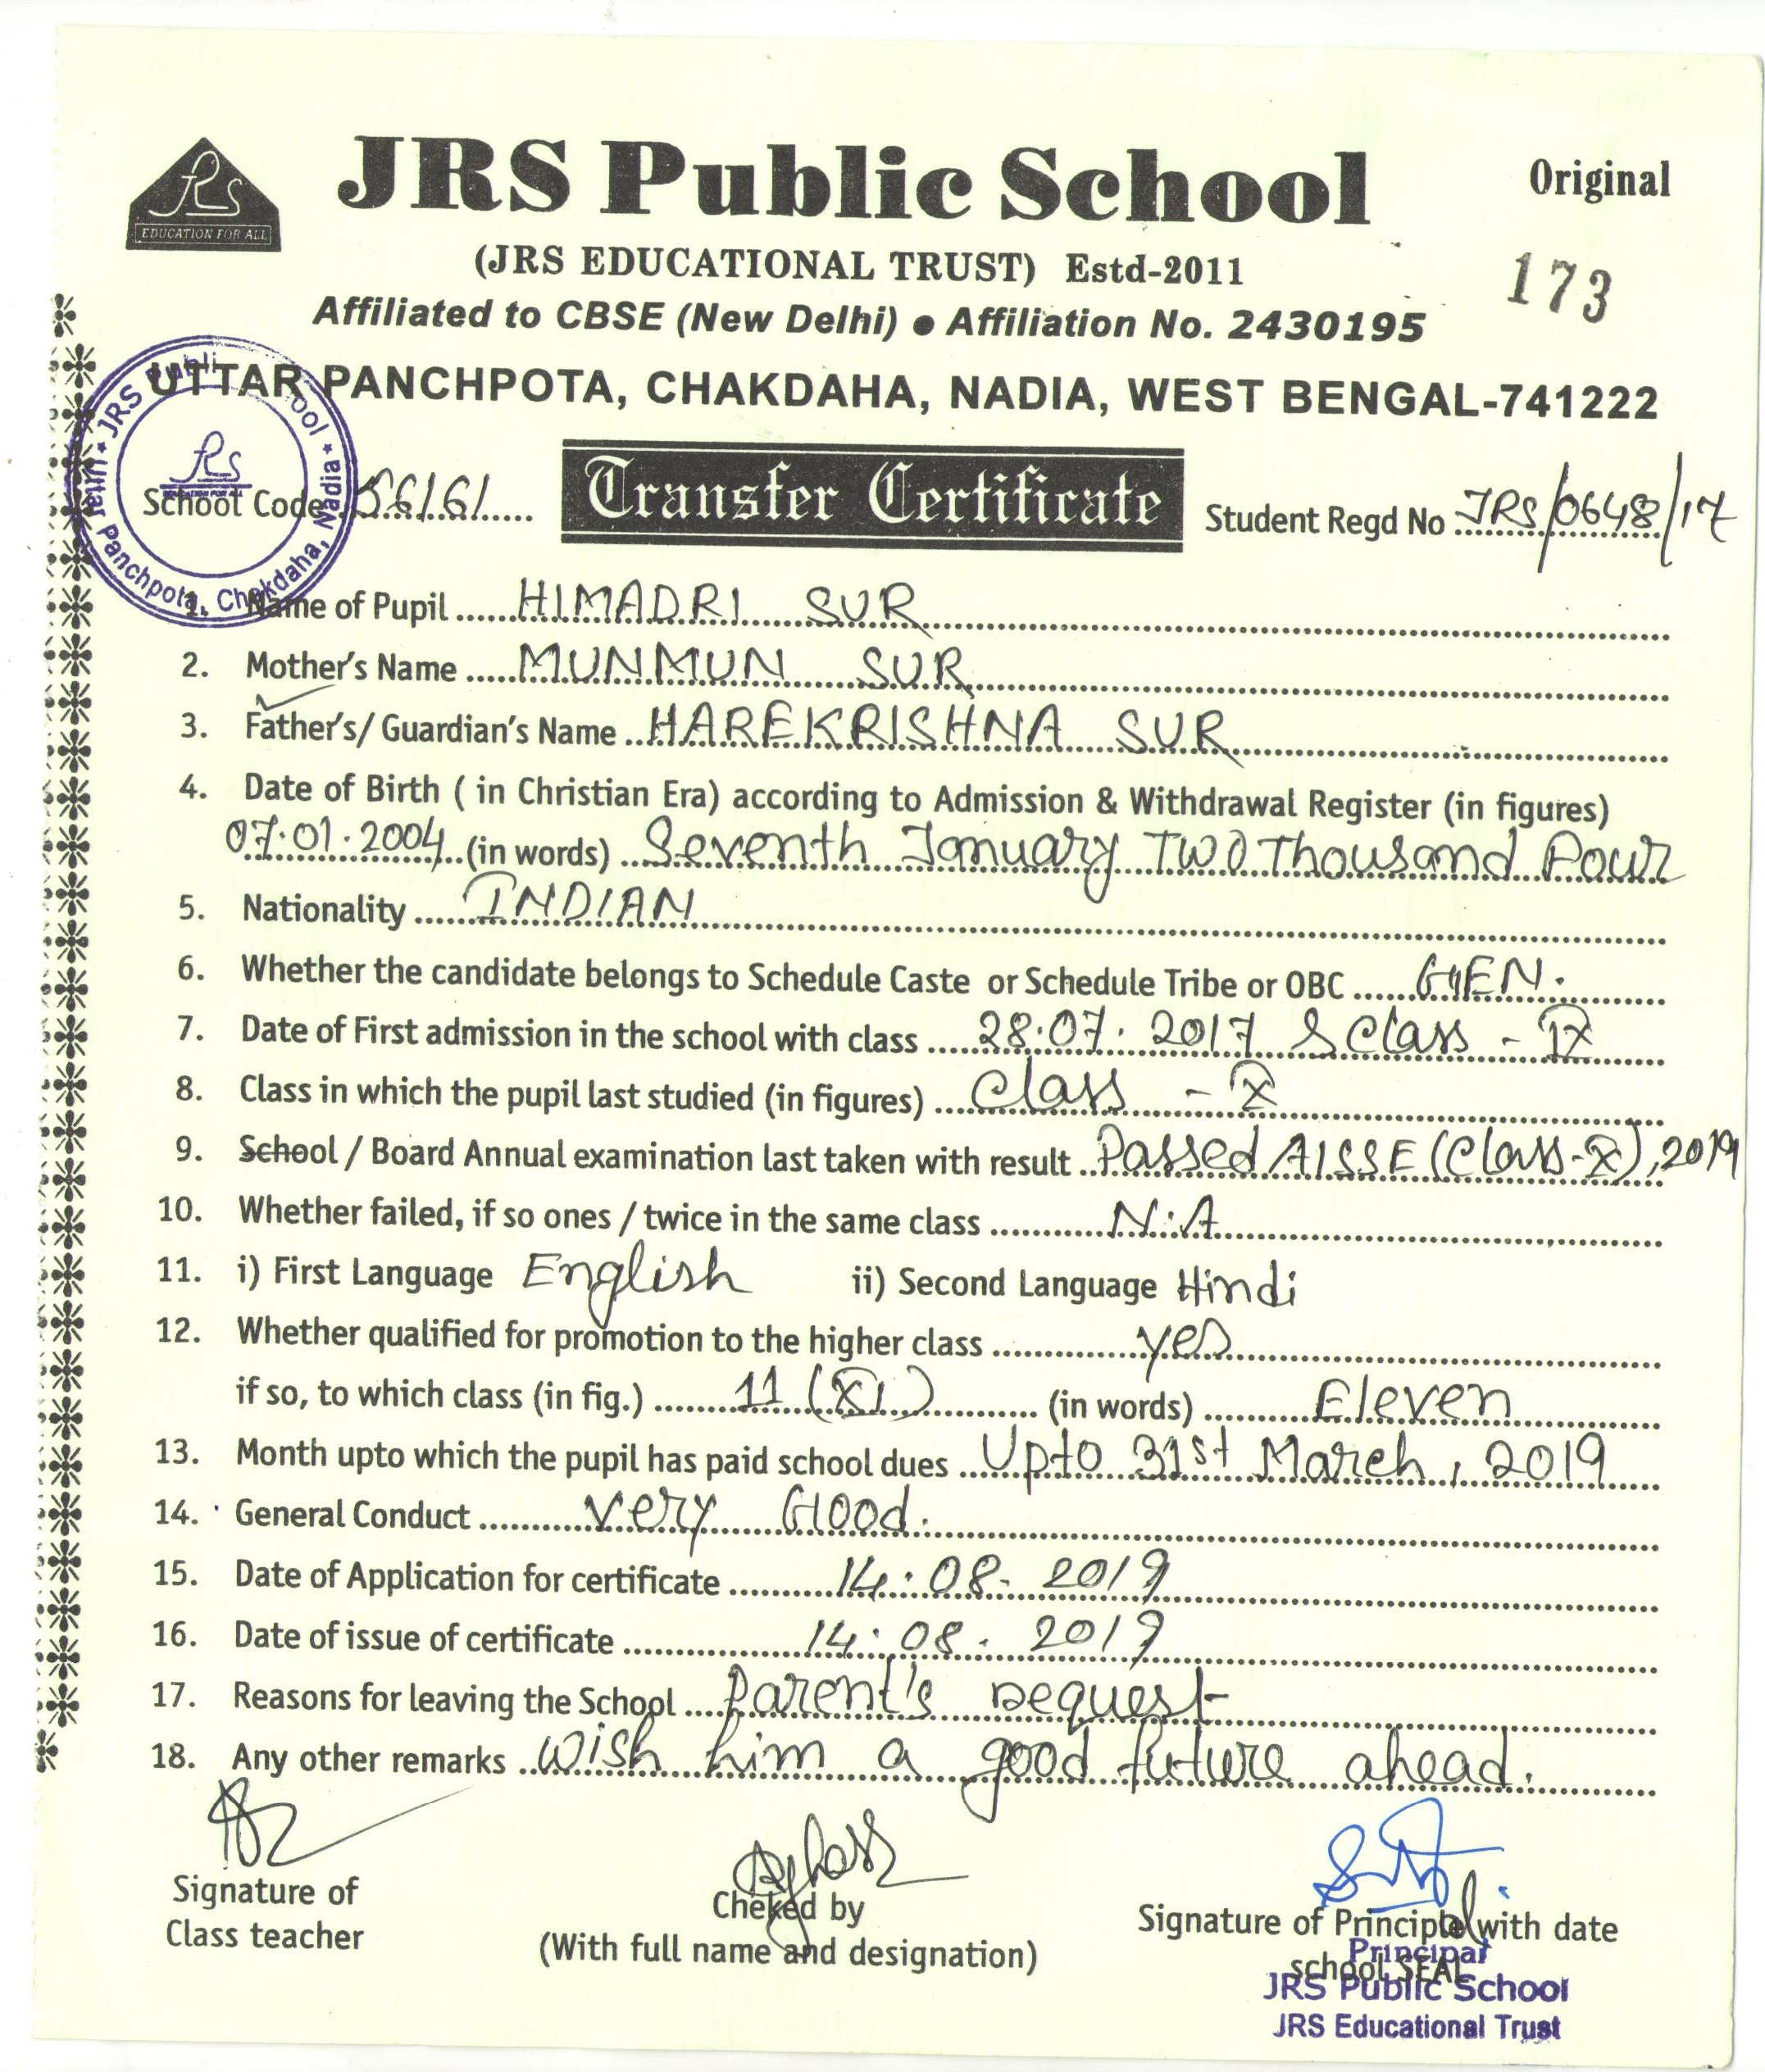 JRS
EDUCATION FOR ALL
JRS Public School
Original
(JRS EDUCATIONAL TRUST) Estd-2011
173
Affiliated to CBSE (New Delhi) ● Affiliation No. 2430195
UTTAR PANCHPOTA, CHAKDAHA, NADIA, WEST BENGAL-741222
JRS Public School * Uttar Panchpota, Chakdaha, Nadia *
School Code 56161
Transfer Certificate
Student Regd No JRS/0648/17
1. Name of Pupil HIMADRI SUR
2. Mother's Name MUNMUN SUR
3. Father's/ Guardian's Name HAREKRISHNA SUR
4. Date of Birth ( in Christian Era) according to Admission & Withdrawal Register (in figures)
07.01.2004 (in words) Seventh January Two Thousand Four
5. Nationality INDIAN
6. Whether the candidate belongs to Schedule Caste or Schedule Tribe or OBC GEN.
7. Date of First admission in the school with class 28.07.2017 & Class - IX
8. Class in which the pupil last studied (in figures) Class - X
9. School / Board Annual examination last taken with result Passed AISSE (Class-X), 2019
10. Whether failed, if so ones / twice in the same class N.A
11. i) First Language English ii) Second Language Hindi
12. Whether qualified for promotion to the higher class yes
if so, to which class (in fig.) 11 (XI) (in words) Eleven
13. Month upto which the pupil has paid school dues Upto 31st March, 2019
14. General Conduct very Good.
15. Date of Application for certificate 14.08.2019
16. Date of issue of certificate 14.08.2019
17. Reasons for leaving the School Parent's request
18. Any other remarks Wish him a good future ahead.
Signature of
Class teacher
Cheked by
(With full name and designation)
Signature of Principle with date
school SEAL
Principal
JRS Public School
JRS Educational Trust